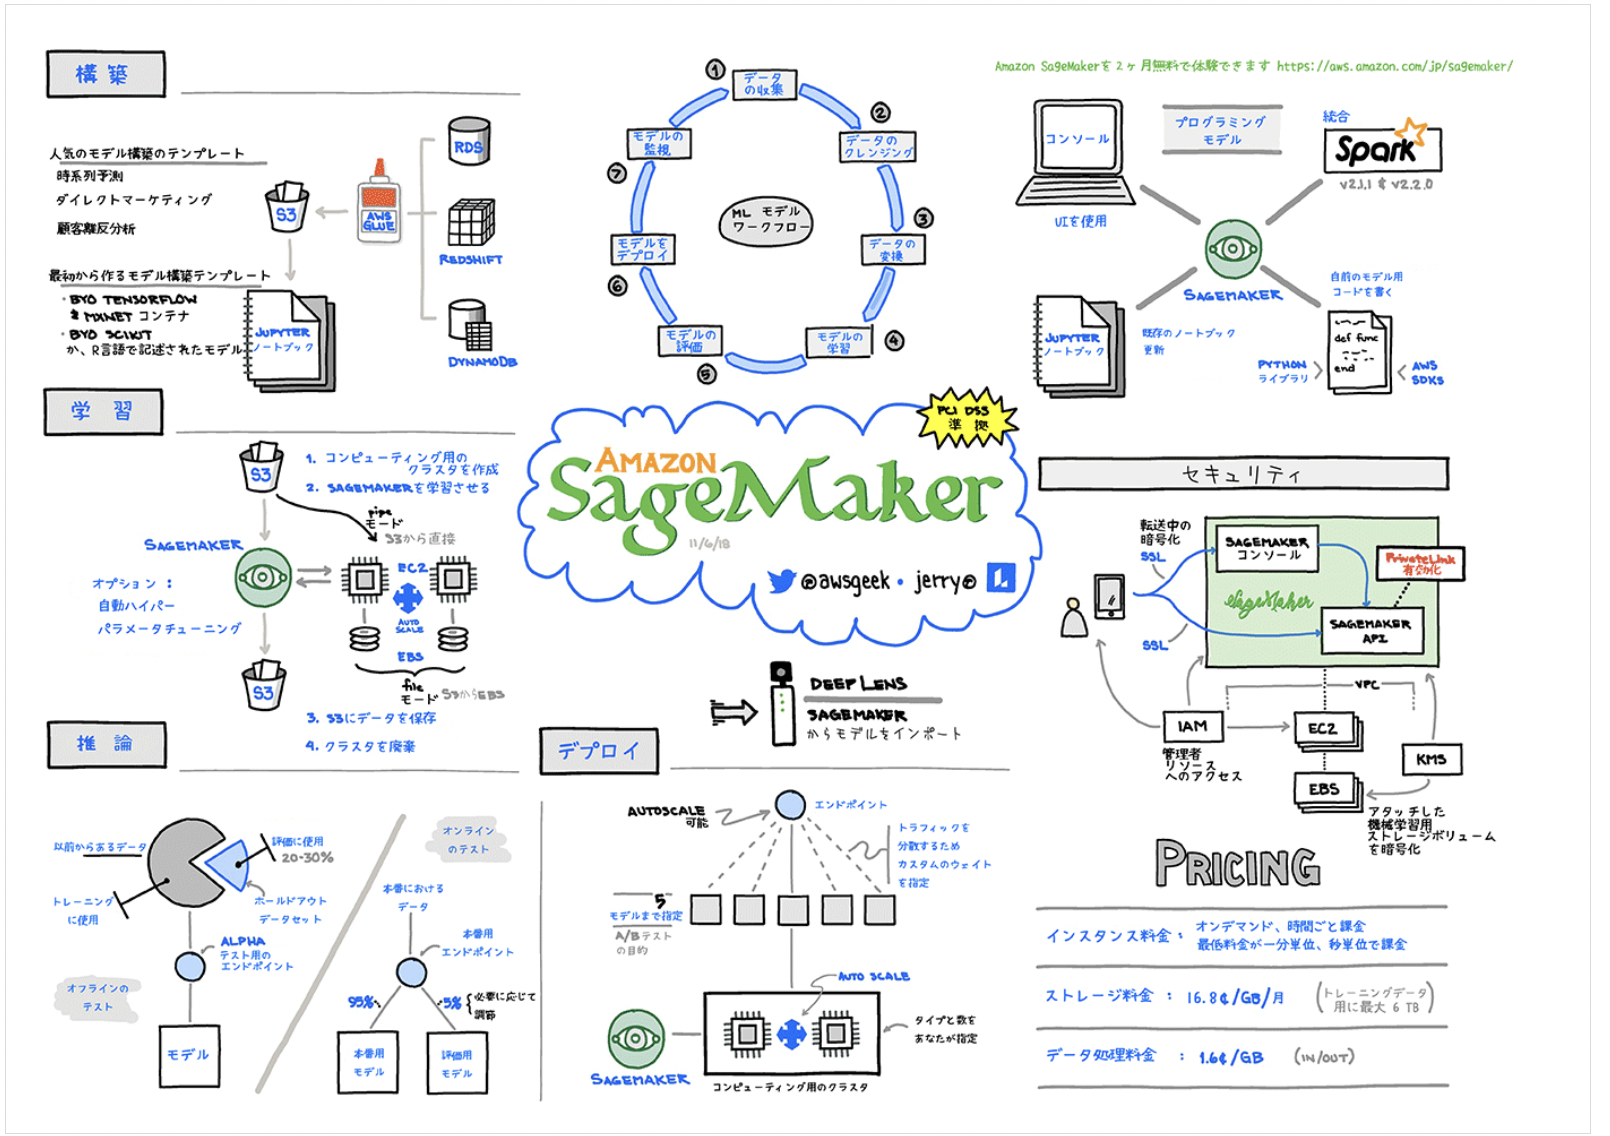 構築
人気のモデル構築のテンプレート
時系列予測
ダイレクトマーケティング
顧客離反分析
最初から作るモデル構築テンプレート
・BYO TENSORFLOW
& MXNET コンテナ
・BYO SCIKIT
か、R言語で記述されたモデル
S3
AWS
GLUE
RDS
REDSHIFT
DYNAMODB
JUPYTER
ノートブック
①
データ
の収集
②
データの
クレンジング
③
データの
変換
④
モデルの
学習
⑤
モデルの
評価
⑥
モデルを
デプロイ
⑦
モデルの
監視
ML モデル
ワークフロー
Amazon SageMakerを2ヶ月無料で体験できます https://aws.amazon.com/jp/sagemaker/
コンソール
UIを使用
プログラミング
モデル
統合
Spark
v2.1.1 & v2.2.0
SAGEMAKER
JUPYTER
ノートブック
既存のノートブック
更新
自前のモデル用
コードを書く
def func
end
PYTHON
ライブラリ
AWS
SDKS
学習
S3
1. コンピューティング用の
クラスタを作成
2. SAGEMAKERを学習させる
pipe
モード
S3から直接
SAGEMAKER
オプション：
自動ハイパー
パラメータチューニング
EC2
AUTO
SCALE
EBS
file
モード S3からEBS
S3
3. S3にデータを保存
4. クラスタを廃棄
PCI DSS
準拠
AMAZON
SageMaker
11/6/18
@awsgeek • jerry@
DEEP LENS
SAGEMAKER
からモデルをインポート
セキュリティ
転送中の
暗号化
SSL
SSL
SAGEMAKER
コンソール
PrivateLink
有効化
SageMaker
SAGEMAKER
API
VPC
IAM
管理者
リソース
へのアクセス
EC2
EBS
KMS
アタッチした
機械学習用
ストレージボリューム
を暗号化
推論
以前からあるデータ
評価に使用
20-30%
トレーニング
に使用
ホールドアウト
データセット
ALPHA
テスト用の
エンドポイント
オフラインの
テスト
モデル
オンライン
のテスト
本番における
データ
本番用
エンドポイント
95%
5%
必要に応じて
調節
本番用
モデル
評価用
モデル
デプロイ
AUTOSCALE
可能
エンドポイント
トラフィックを
分散するため
カスタムのウェイト
を指定
5
モデルまで指定
A/Bテスト
の目的
AUTO SCALE
SAGEMAKER
タイプと数を
あなたが指定
コンピューティング用のクラスタ
PRICING
インスタンス料金： オンデマンド、時間ごと課金
最低料金が一分単位、秒単位で課金
ストレージ料金 ： 16.8¢/GB/月 (トレーニングデータ
用に最大 6 TB)
データ処理料金 ： 1.6¢/GB (IN/OUT)